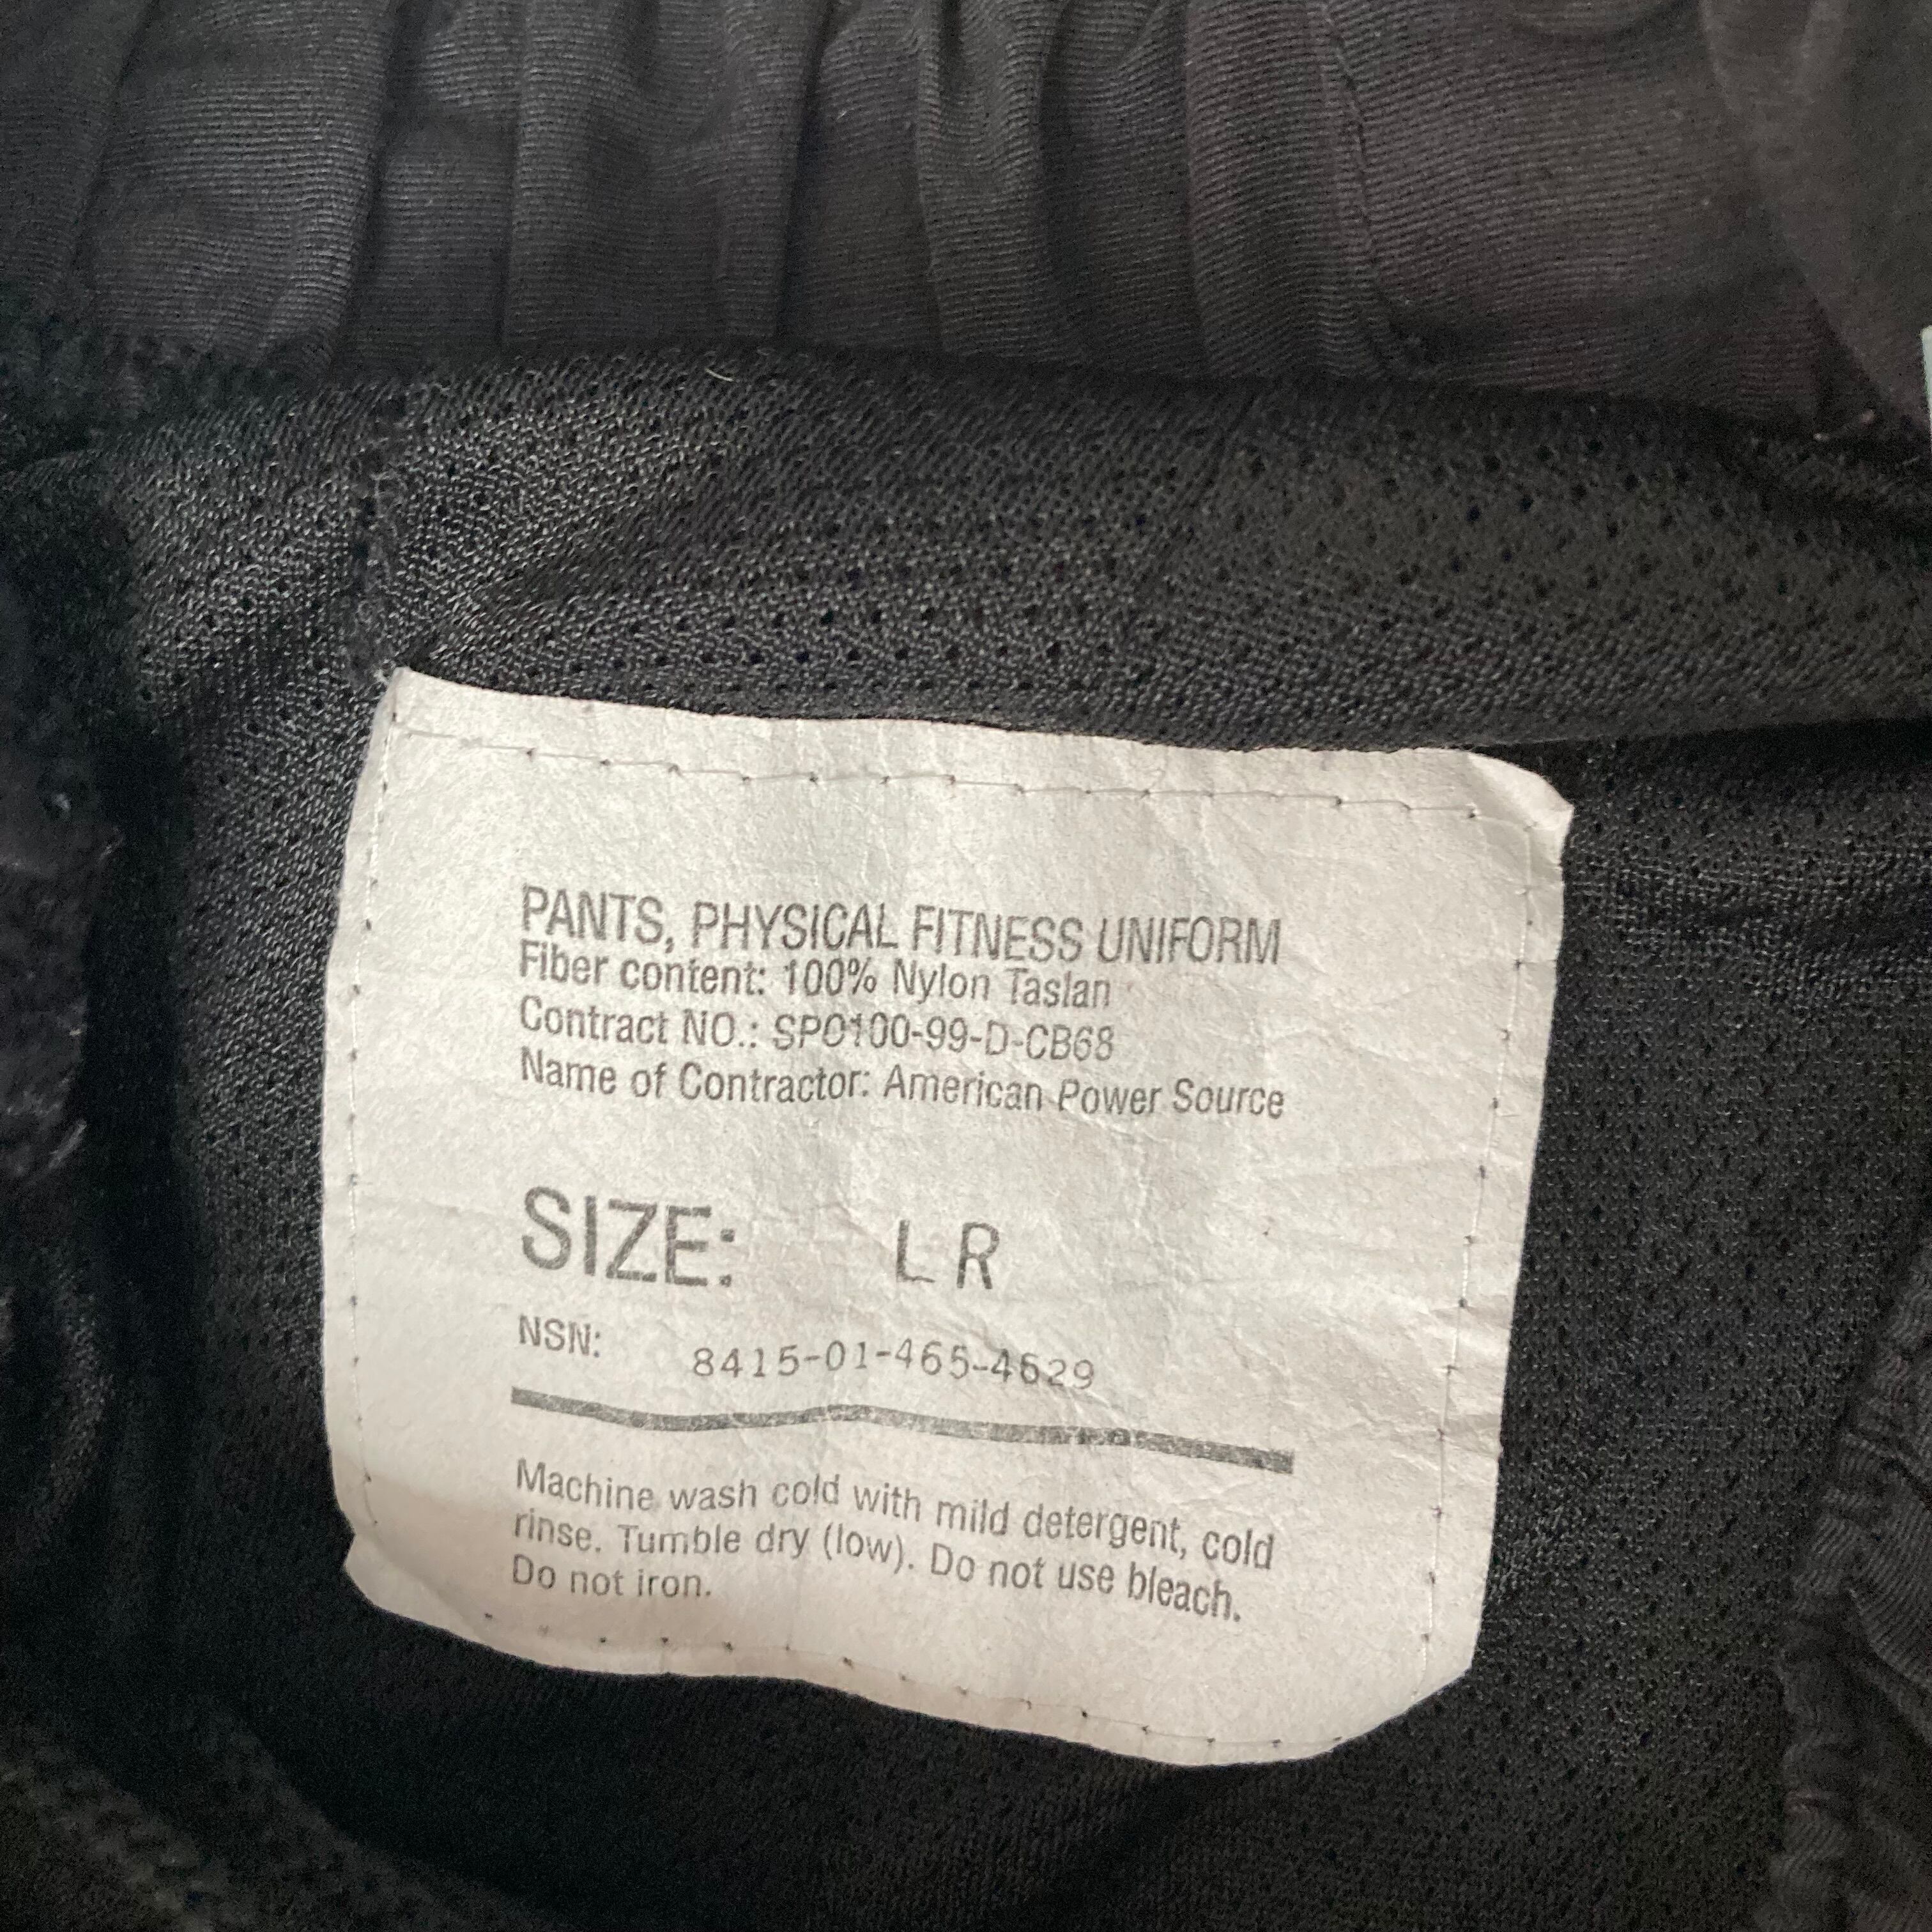 PANTS, PHYSICAL FITNESS UNIFORM
Fiber content: 100% Nylon Taslan
Contract NO.: SPO100-99-D-CB68
Name of Contractor: American Power Source
SIZE: L R
NSN: 8415-01-465-4629
Machine wash cold with mild detergent, cold
rinse. Tumble dry (low). Do not use bleach.
Do not iron.